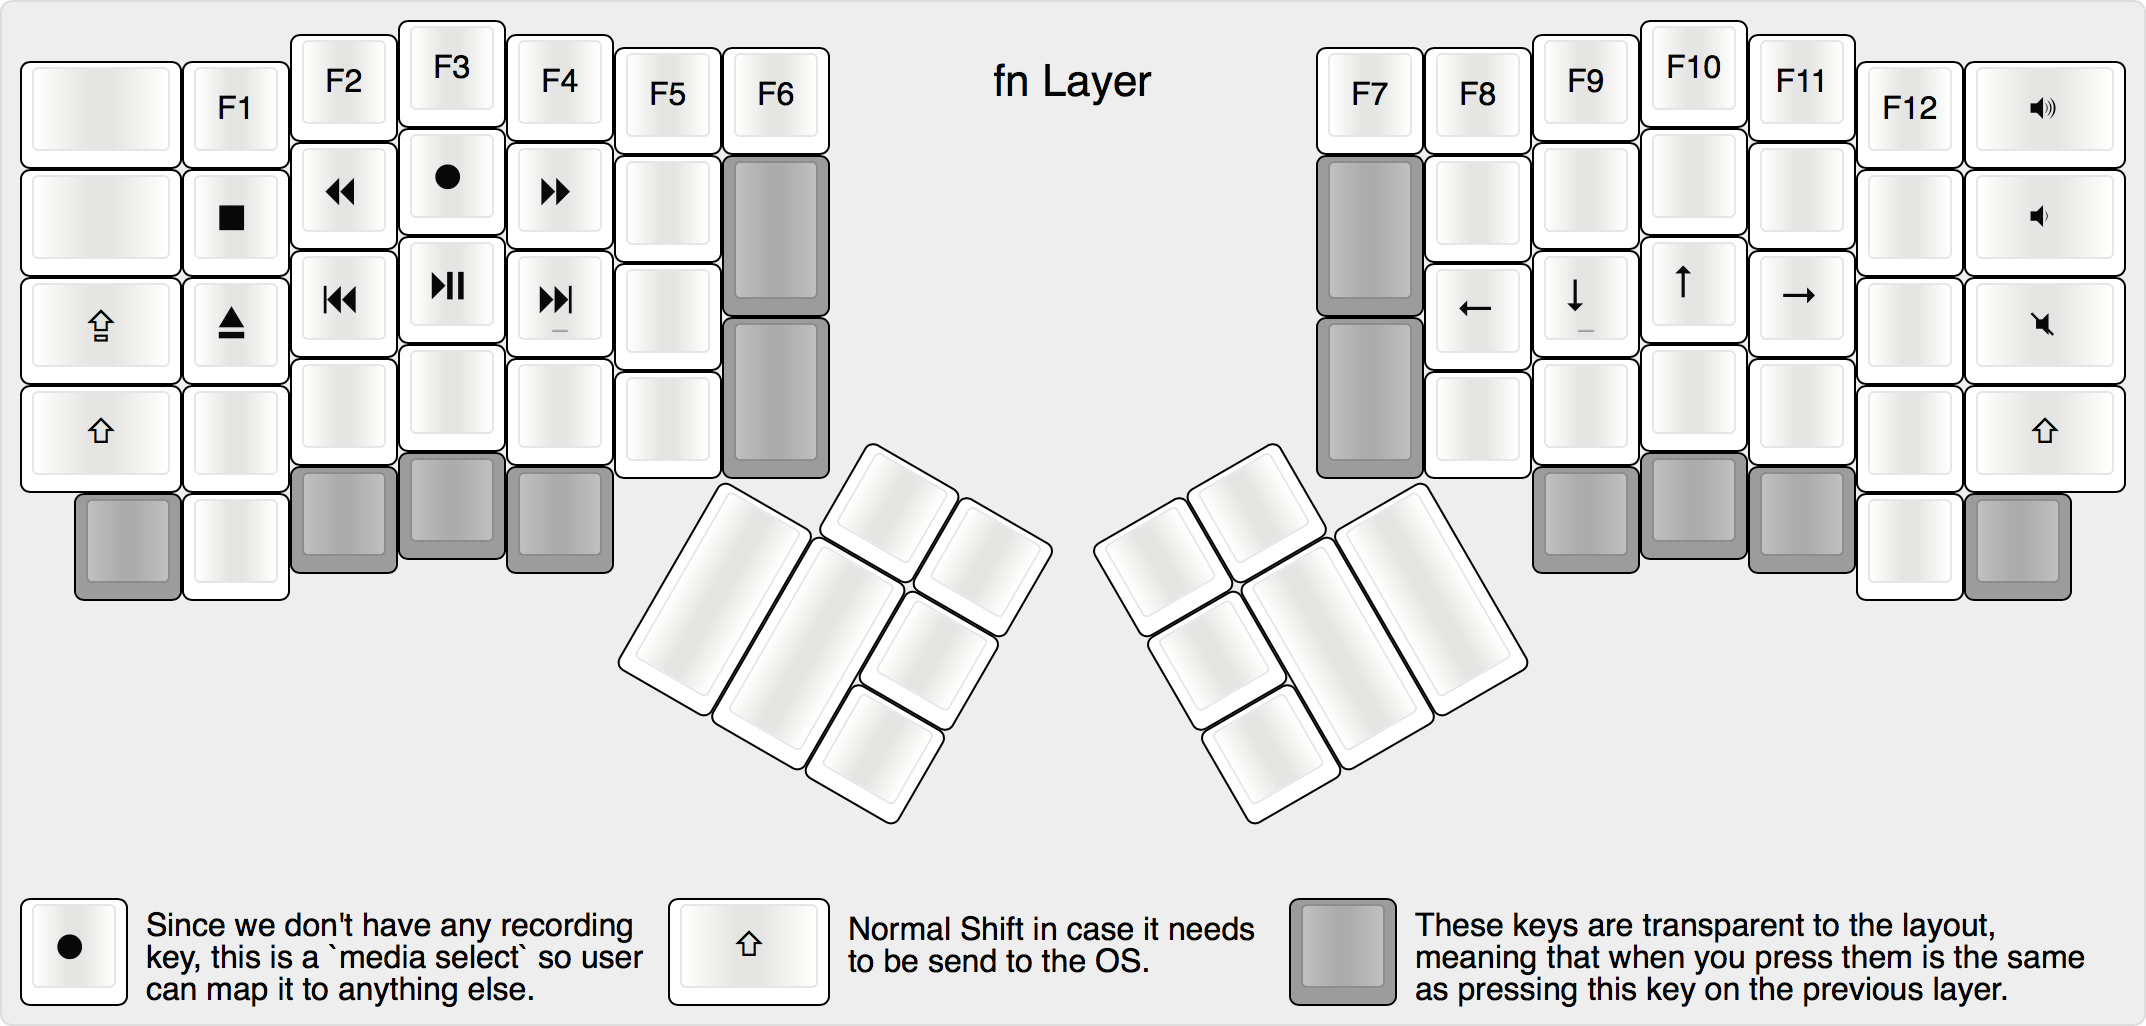 fn Layer
F1
F2
F3
F4
F5
F6
F7
F8
F9
F10
F11
F12
Since we don't have any recording
key, this is a `media select` so user
can map it to anything else.
Normal Shift in case it needs
to be send to the OS.
These keys are transparent to the layout,
meaning that when you press them is the same
as pressing this key on the previous layer.